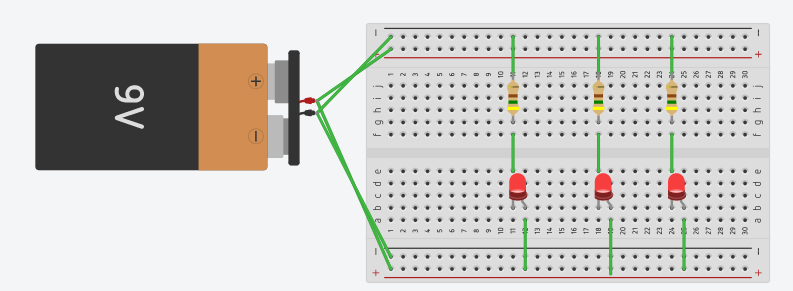 − −
+ +
1 2 3 4 5 6 7 8 9 10 11 12 13 14 15 16 17 18 19 20 21 22 23 24 25 26 27 28 29 30
j j
i i
h h
g g
f f
9V
+
−
e e
d d
c c
b b
a a
1 2 3 4 5 6 7 8 9 10 11 12 13 14 15 16 17 18 19 20 21 22 23 24 25 26 27 28 29 30
− −
+ +